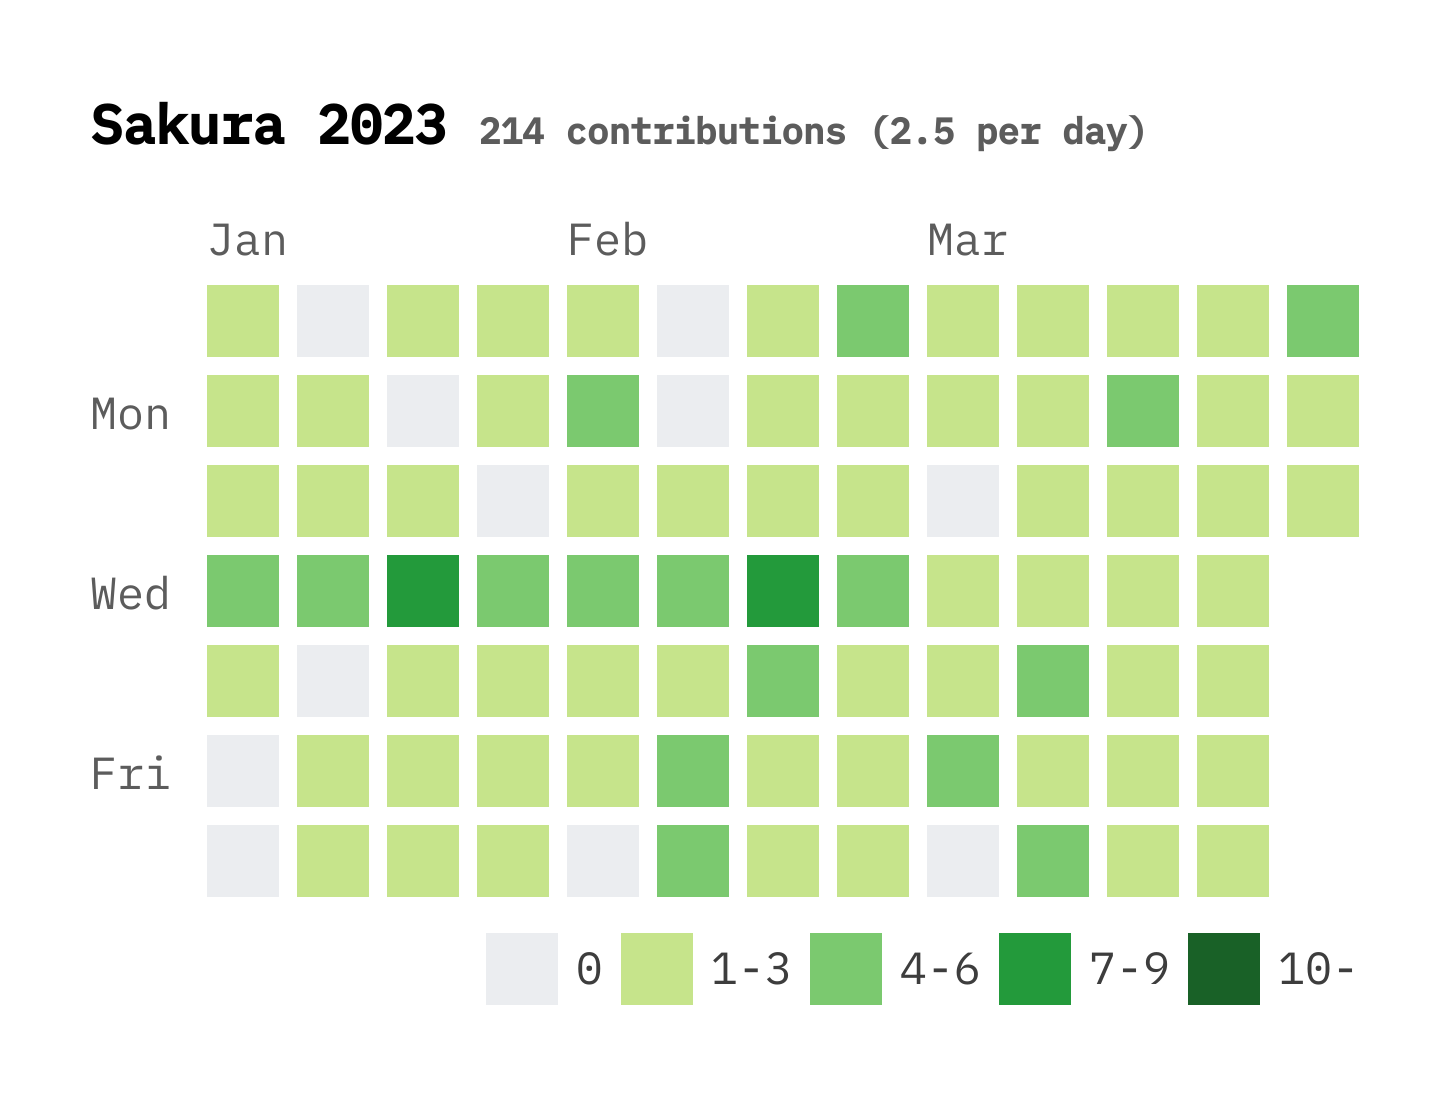 Sakura 2023 214 contributions (2.5 per day)
Jan Feb Mar
Mon
Wed
Fri
0 1-3 4-6 7-9 10-